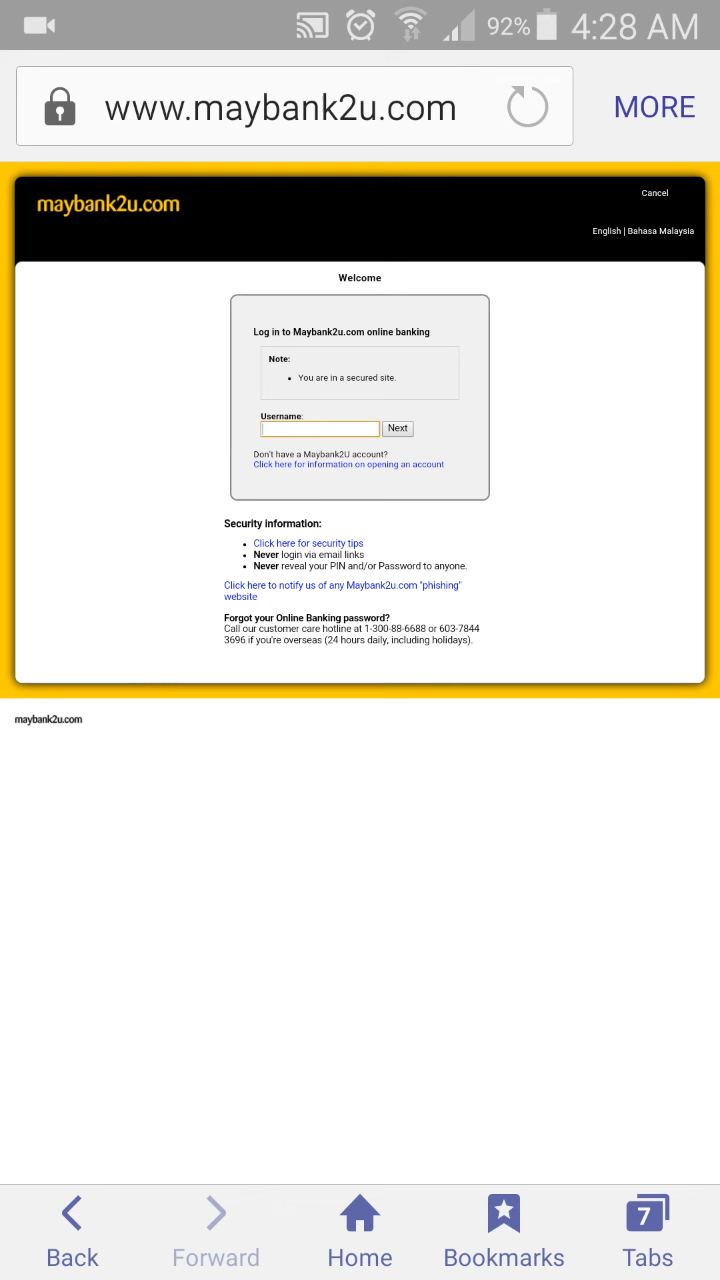 92% 4:28 AM
www.maybank2u.com MORE
maybank2u.com
Cancel
English | Bahasa Malaysia
Welcome
Log in to Maybank2u.com online banking
Note:
• You are in a secured site.
Username:
Next
Don't have a Maybank2U account?
Click here for information on opening an account
Security information:
• Click here for security tips
• Never login via email links
• Never reveal your PIN and/or Password to anyone.
Click here to notify us of any Maybank2u.com "phishing"
website
Forgot your Online Banking password?
Call our customer care hotline at 1-300-88-6688 or 603-7844
3696 if you're overseas (24 hours daily, including holidays).
maybank2u.com
7
Back Forward Home Bookmarks Tabs